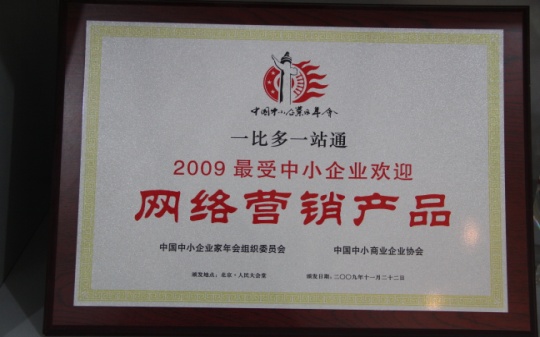 中国中小企业家年会
一比多一站通
2009 最受中小企业欢迎
网络营销产品
中国中小企业家年会组织委员会 中国中小商业企业协会
颁发地点：北京·人民大会堂 颁发日期：二〇〇九年十一月二十二日